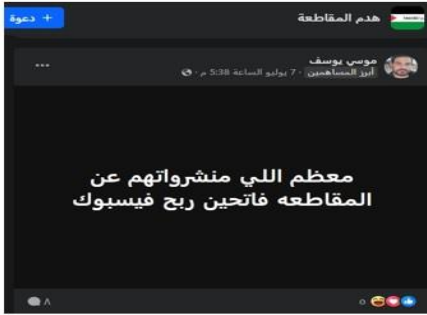 هدم المقاطعة
+ دعوة
موسي يوسف
أبرز المساهمين · 7 يوليو الساعة 5:38 م ·
معظم اللي منشرواتهم عن
المقاطعه فاتحين ربح فيسبوك
٥
٨